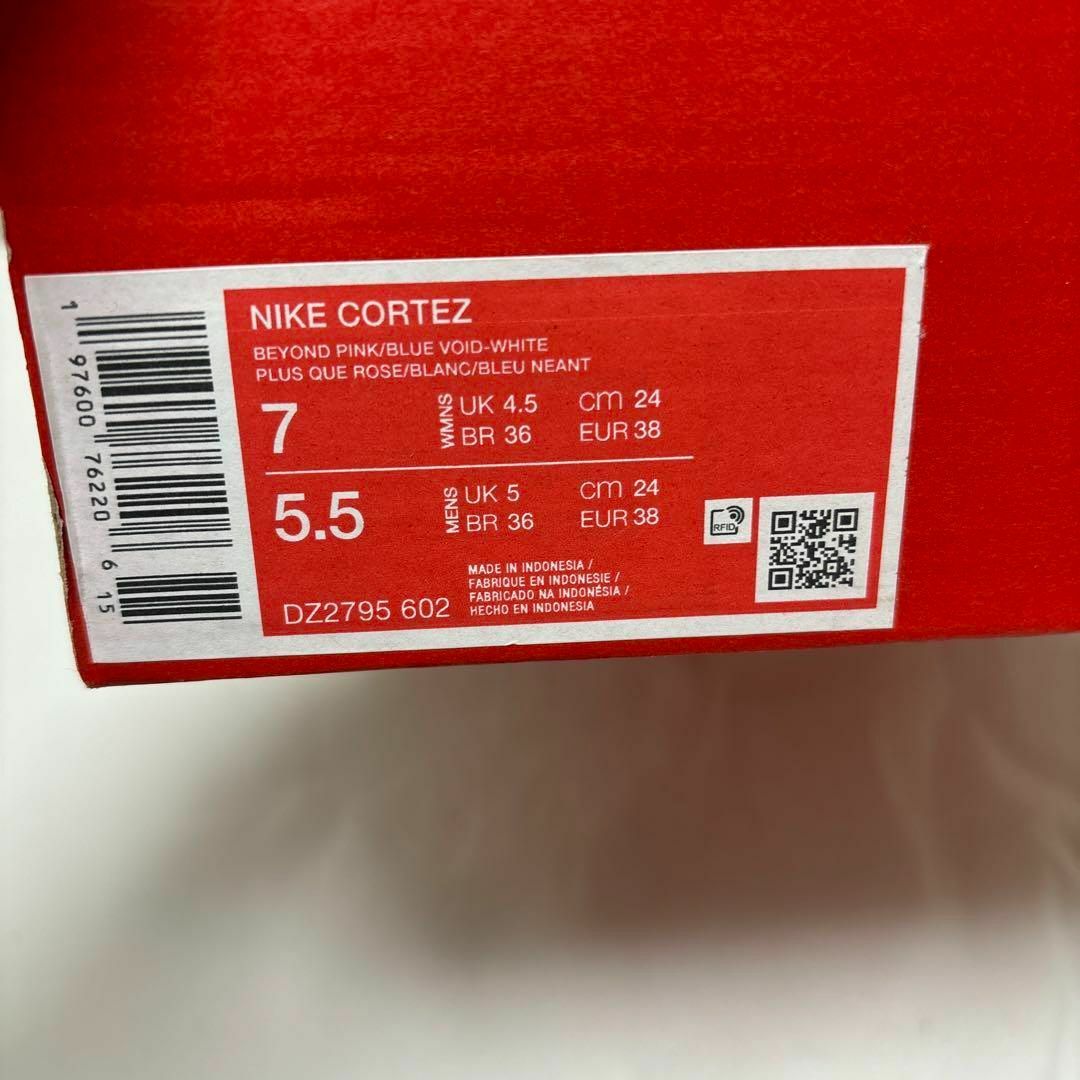 NIKE CORTEZ
BEYOND PINK/BLUE VOID-WHITE
PLUS QUE ROSE/BLANC/BLEU NEANT
7
WMNS
UK 4.5 cm 24
BR 36 EUR 38
5.5
MENS
UK 5 cm 24
BR 36 EUR 38
MADE IN INDONESIA /
FABRIQUE EN INDONESIE /
FABRICADO NA INDONÉSIA /
HECHO EN INDONESIA
DZ2795 602
RFID
1 97600 76220 6 15